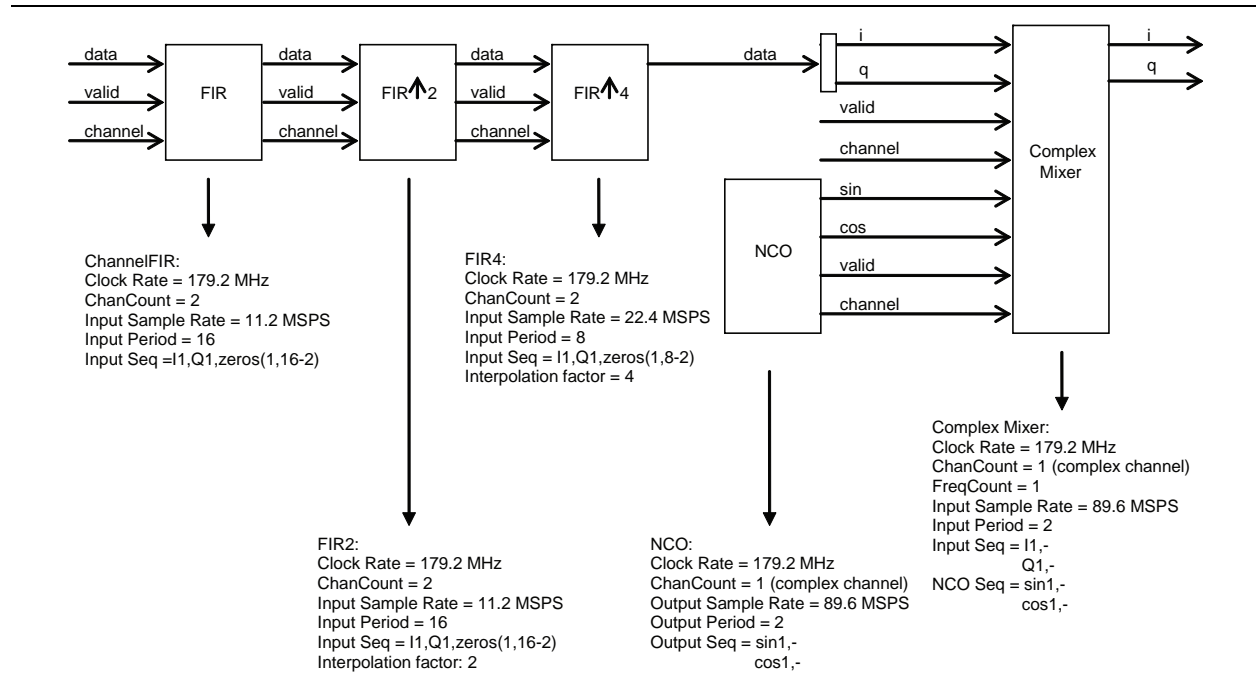 data
valid
channel
FIR
data
valid
channel
FIR↑2
data
valid
channel
FIR↑4
data
i
q
valid
channel
sin
cos
valid
channel
NCO
Complex
Mixer
i
q
ChannelFIR:
Clock Rate = 179.2 MHz
ChanCount = 2
Input Sample Rate = 11.2 MSPS
Input Period = 16
Input Seq =I1,Q1,zeros(1,16-2)
FIR4:
Clock Rate = 179.2 MHz
ChanCount = 2
Input Sample Rate = 22.4 MSPS
Input Period = 8
Input Seq = I1,Q1,zeros(1,8-2)
Interpolation factor = 4
FIR2:
Clock Rate = 179.2 MHz
ChanCount = 2
Input Sample Rate = 11.2 MSPS
Input Period = 16
Input Seq = I1,Q1,zeros(1,16-2)
Interpolation factor: 2
NCO:
Clock Rate = 179.2 MHz
ChanCount = 1 (complex channel)
Output Sample Rate = 89.6 MSPS
Output Period = 2
Output Seq = sin1,-
cos1,-
Complex Mixer:
Clock Rate = 179.2 MHz
ChanCount = 1 (complex channel)
FreqCount = 1
Input Sample Rate = 89.6 MSPS
Input Period = 2
Input Seq = I1,-
Q1,-
NCO Seq = sin1,-
cos1,-